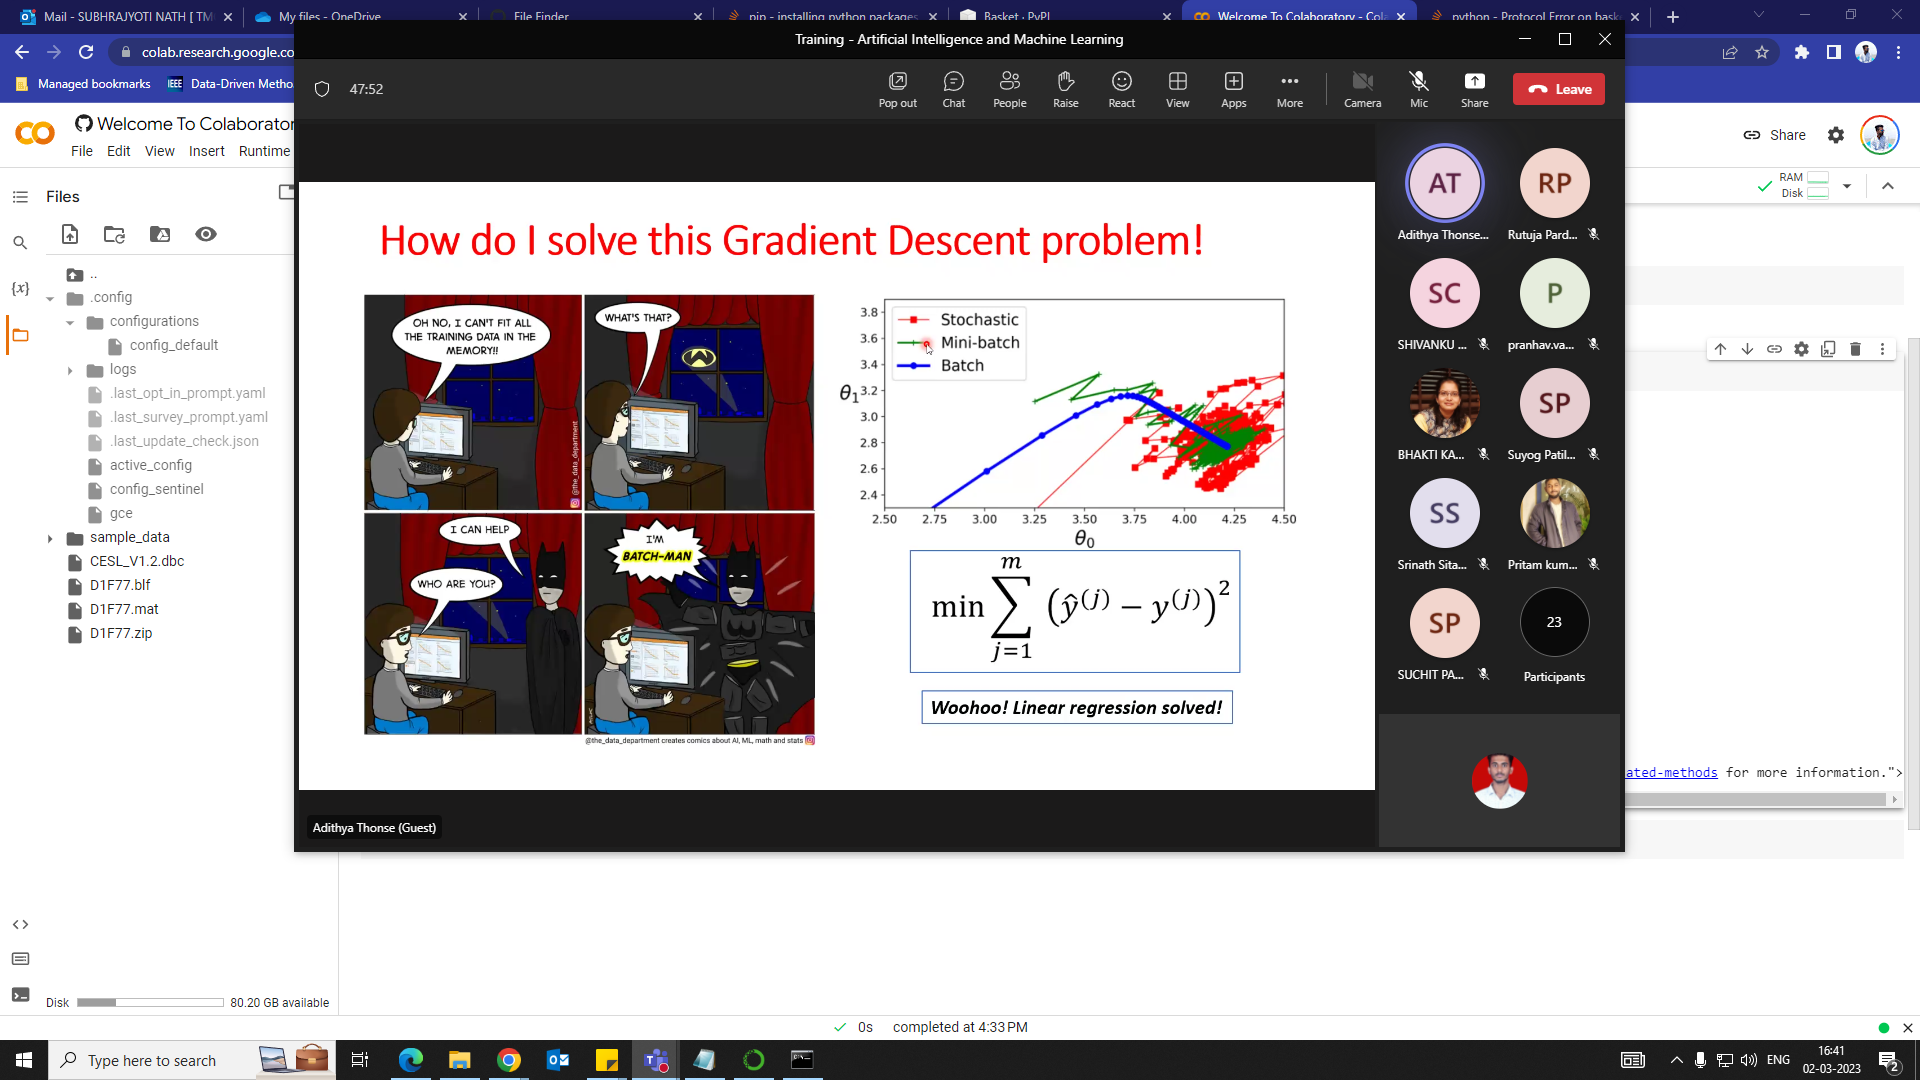 Mail - SUBHRAJYOTI NATH [ TM
My files - OneDrive
File Finder
pip - installing python packages
Basket · PyPI
Welcome To Colaboratory - Col
python - Protocol Error on bask
colab.research.google.co
Managed bookmarks
IEEE
Data-Driven Metho
Training - Artificial Intelligence and Machine Learning
47:52
Pop out
Chat
People
Raise
React
View
Apps
More
Camera
Mic
Share
Leave
Welcome To Colaborator
File Edit View Insert Runtime
Share
RAM
Disk
Files
..
.config
configurations
config_default
logs
.last_opt_in_prompt.yaml
.last_survey_prompt.yaml
.last_update_check.json
active_config
config_sentinel
gce
sample_data
CESL_V1.2.dbc
D1F77.blf
D1F77.mat
D1F77.zip
Disk
80.20 GB available
How do I solve this Gradient Descent problem!
OH NO, I CAN'T FIT ALL
THE TRAINING DATA IN THE
MEMORY!!
@the_data_department
WHAT'S THAT?
I CAN HELP
WHO ARE YOU?
I'M
BATCH-MAN
@the_data_department creates comics about AI, ML, math and stats
Stochastic
Mini-batch
Batch
3.8
3.6
3.4
3.2
3.0
2.8
2.6
2.4
θ1
2.50 2.75 3.00 3.25 3.50 3.75 4.00 4.25 4.50
θ0
min ∑ m j=1 (ŷ^(j) − y^(j))^2
Woohoo! Linear regression solved!
Adithya Thonse (Guest)
AT
Adithya Thonse...
RP
Rutuja Pard...
SC
SHIVANKU ...
P
pranhav.va...
BHAKTI KA...
SP
Suyog Patil...
SS
Srinath Sita...
Pritam kum...
SP
SUCHIT PA...
23
Participants
ated-methods for more information.">
0s completed at 4:33 PM
Type here to search
ENG
16:41
02-03-2023
2